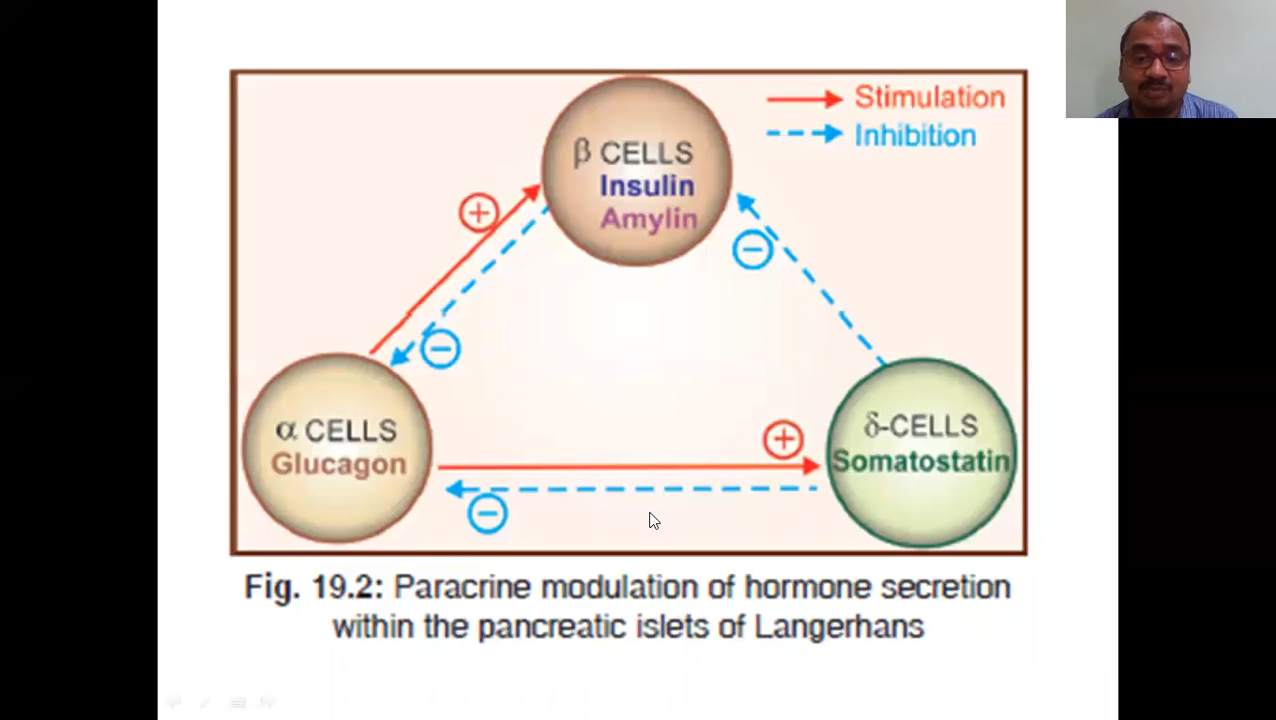 Stimulation
Inhibition
β CELLS
Insulin
Amylin
+
−
−
α CELLS
Glucagon
+
−
δ-CELLS
Somatostatin
Fig. 19.2: Paracrine modulation of hormone secretion
within the pancreatic islets of Langerhans